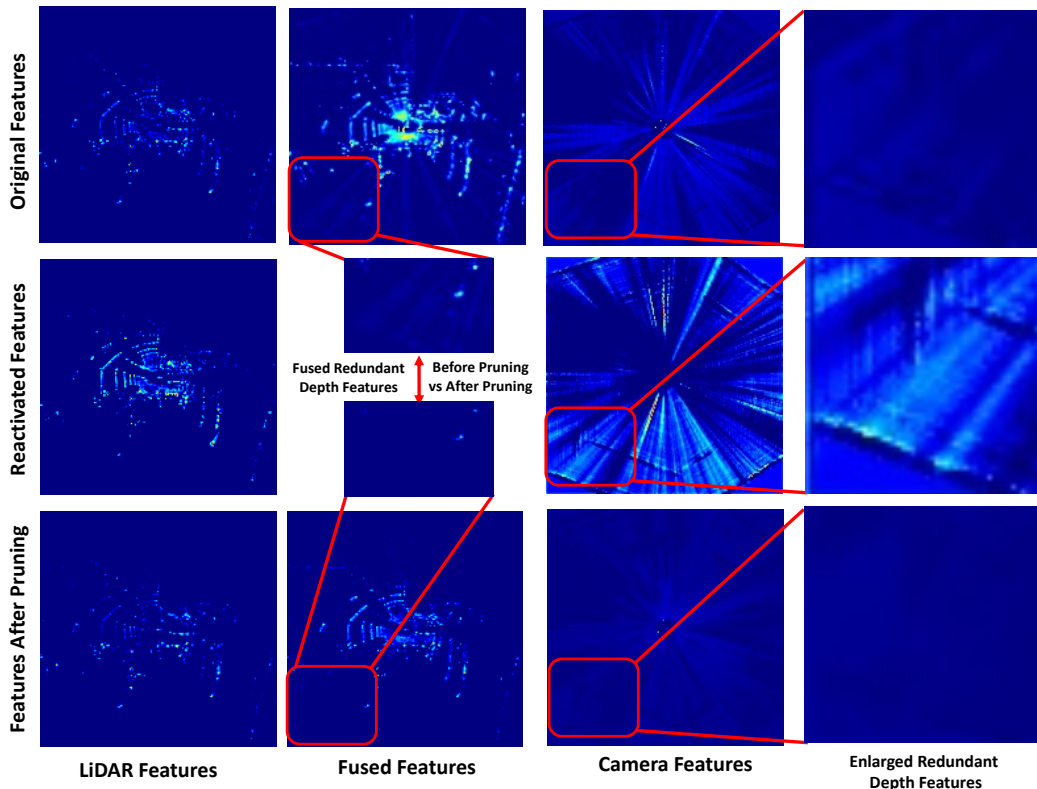 Original Features
Reactivated Features
Features After Pruning
Fused Redundant
Depth Features
Before Pruning
vs After Pruning
LiDAR Features
Fused Features
Camera Features
Enlarged Redundant
Depth Features